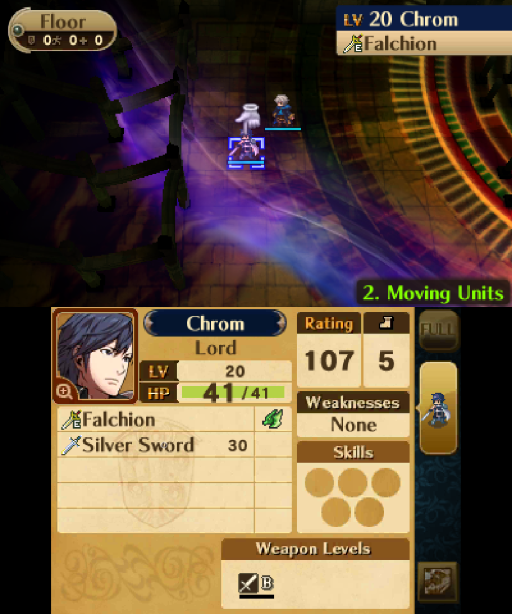 Floor
0 0 0
LV 20 Chrom
E Falchion
2. Moving Units
Chrom
Lord
LV 20
HP 41/41
Rating
107 5
Weaknesses
None
Skills
E Falchion
Silver Sword 30
Weapon Levels
B
FULL